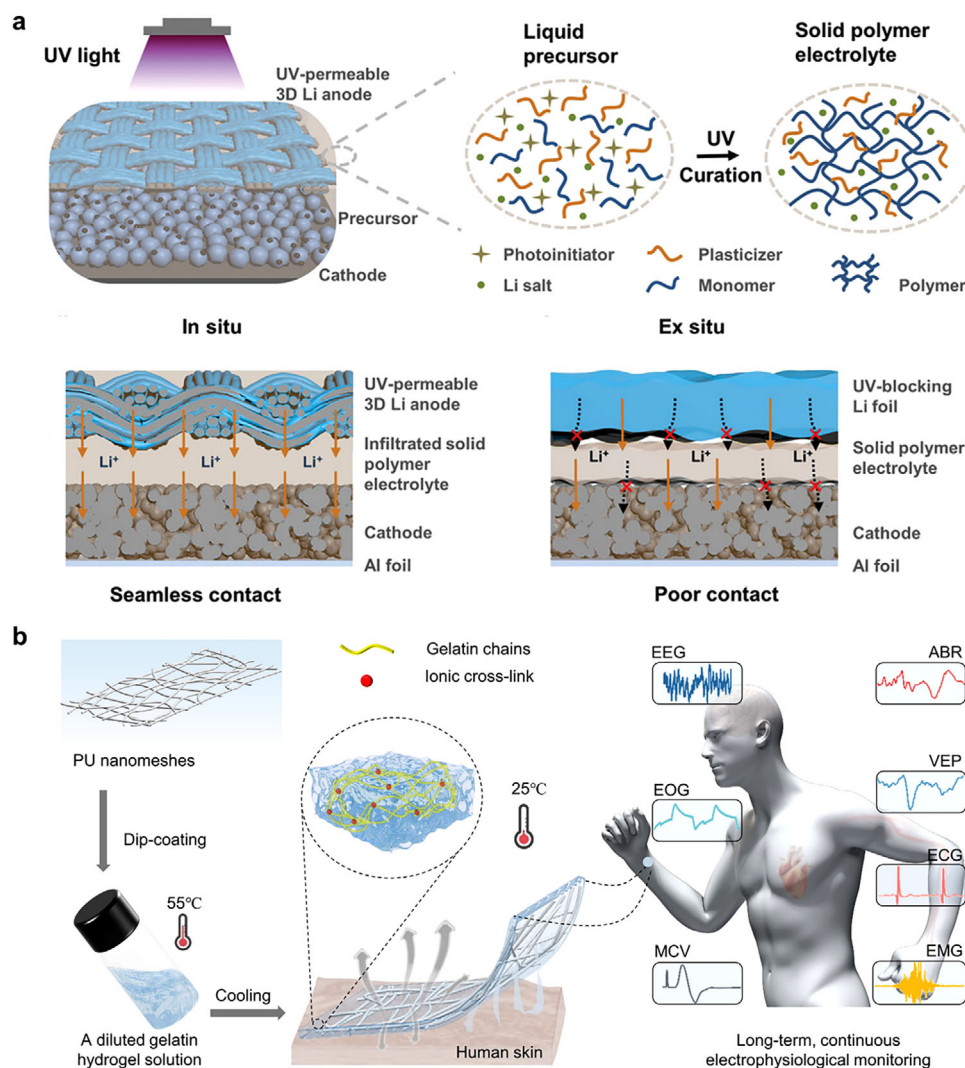 a
UV light
UV-permeable
3D Li anode
Precursor
Cathode
Liquid
precursor
UV
Curation
Solid polymer
electrolyte
Photoinitiator
Plasticizer
Li salt
Monomer
Polymer
In situ
UV-permeable
3D Li anode
Li⁺
Li⁺
Li⁺
Infiltrated solid
polymer
electrolyte
Cathode
Al foil
Seamless contact
Ex situ
UV-blocking
Li foil
Li⁺
Li⁺
Li⁺
Solid polymer
electrolyte
Cathode
Al foil
Poor contact
b
PU nanomeshes
Dip-coating
55℃
A diluted gelatin
hydrogel solution
Cooling
Gelatin chains
Ionic cross-link
25℃
Human skin
EEG
ABR
EOG
VEP
ECG
MCV
EMG
Long-term, continuous
electrophysiological monitoring